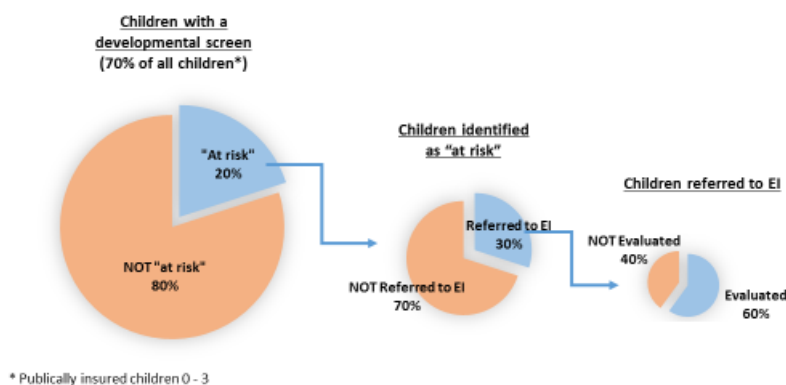 Children with a
developmental screen
(70% of all children*)
"At risk"
20%
NOT "at risk"
80%
Children identified
as "at risk"
Referred to EI
30%
NOT Referred to EI
70%
Children referred to EI
NOT Evaluated
40%
Evaluated
60%
* Publically insured children 0 - 3